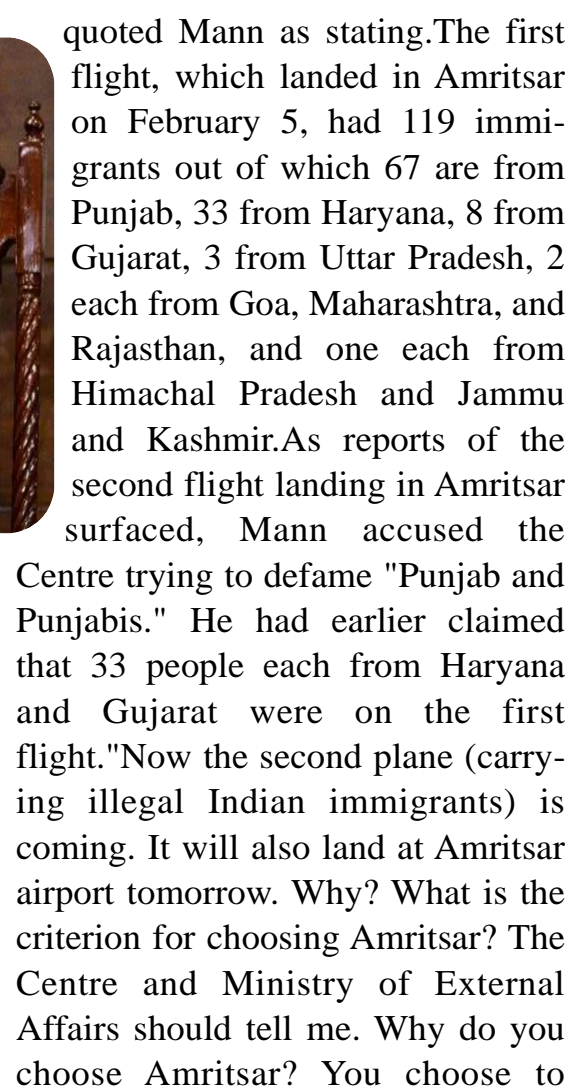 quoted Mann as stating.The first
flight, which landed in Amritsar
on February 5, had 119 immi-
grants out of which 67 are from
Punjab, 33 from Haryana, 8 from
Gujarat, 3 from Uttar Pradesh, 2
each from Goa, Maharashtra, and
Rajasthan, and one each from
Himachal Pradesh and Jammu
and Kashmir.As reports of the
second flight landing in Amritsar
surfaced, Mann accused the
Centre trying to defame "Punjab and
Punjabis." He had earlier claimed
that 33 people each from Haryana
and Gujarat were on the first
flight."Now the second plane (carry-
ing illegal Indian immigrants) is
coming. It will also land at Amritsar
airport tomorrow. Why? What is the
criterion for choosing Amritsar? The
Centre and Ministry of External
Affairs should tell me. Why do you
choose Amritsar? You choose to